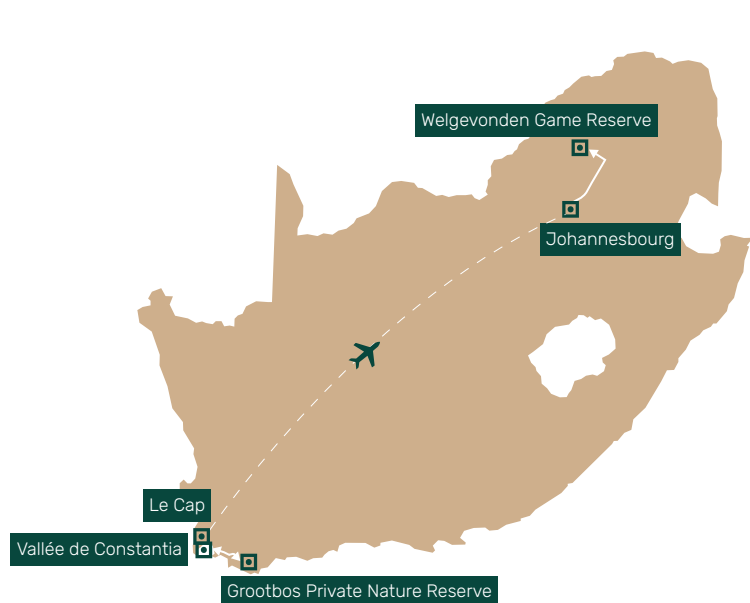 Welgevonden Game Reserve
Johannesbourg
Le Cap
Vallée de Constantia
Grootbos Private Nature Reserve